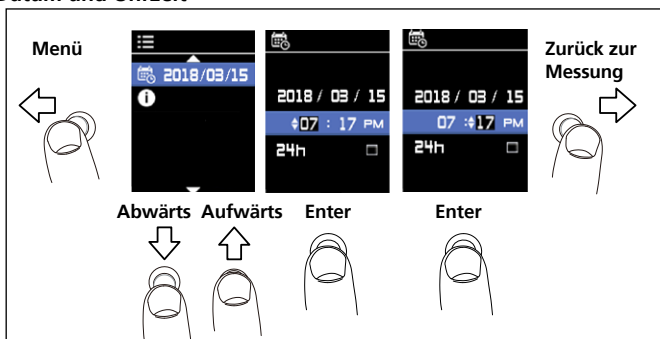 Datum und Uhrzeit
Menü
2018/03/15
i
2018 / 03 / 15
07 : 17 PM
24h
2018 / 03 / 15
07 : 17 PM
24h
Zurück zur
Messung
Abwärts Aufwärts Enter Enter